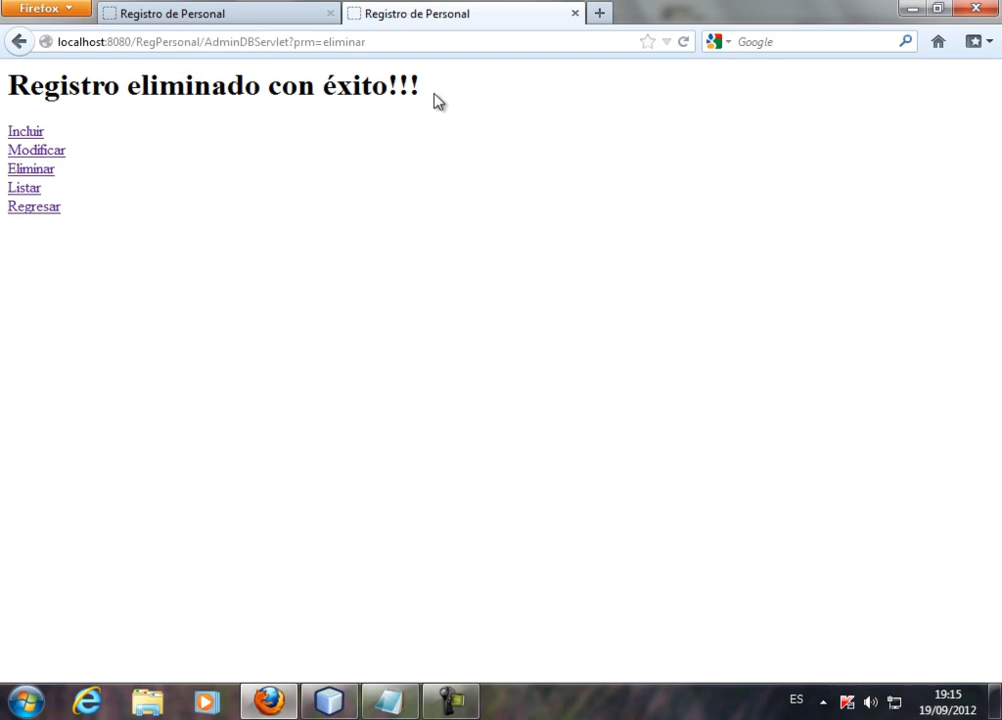 Firefox
Registro de Personal
Registro de Personal
localhost:8080/RegPersonal/AdminDBServlet?prm=eliminar
Google
Registro eliminado con éxito!!!
Incluir
Modificar
Eliminar
Listar
Regresar
ES
19:15
19/09/2012